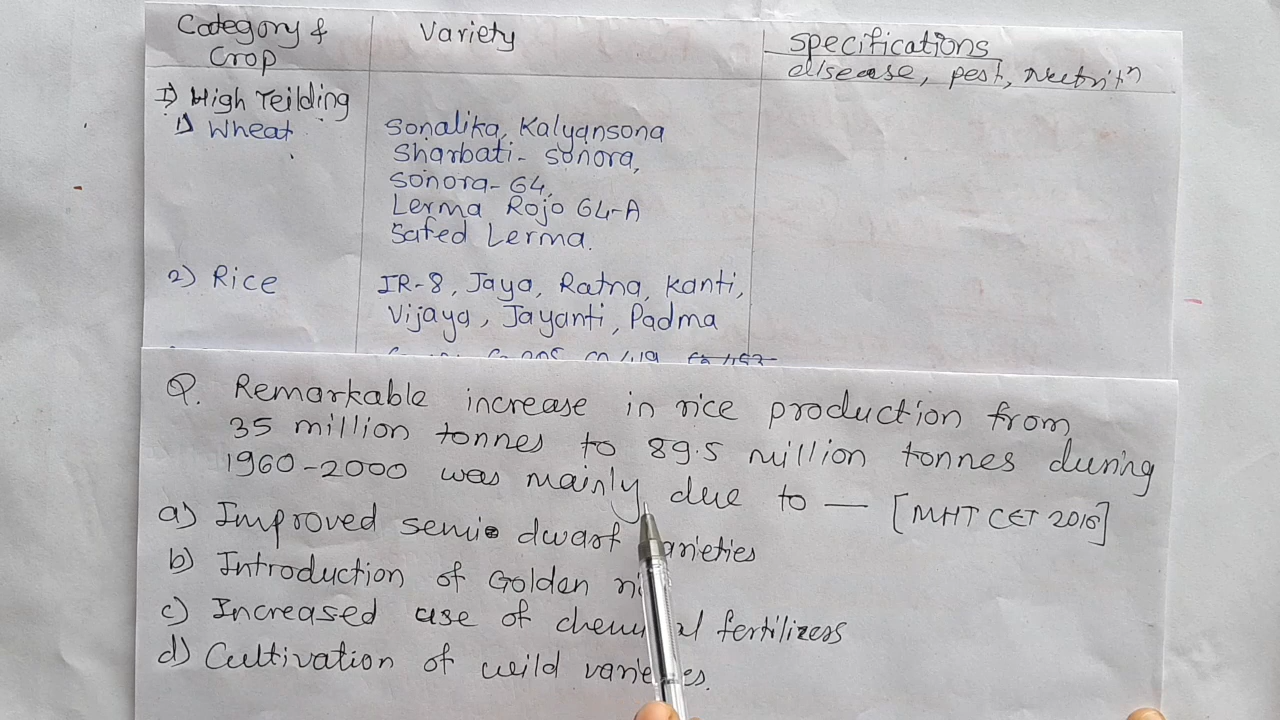 Category &
Crop
Variety
Specifications
disease, pest, Neutritn
I) High Yeilding
1) Wheat
Sonalika, Kalyansona
Sharbati- sonora,
Sonora- 64,
Lerma Rojo 64-A
Safed Lerma.
2) Rice
IR-8, Jaya, Ratna, Kanti,
Vijaya, Jayanti, Padma
Q. Remarkable increase in rice production from
35 million tonnes to 89.5 million tonnes during
1960-2000 was mainly due to — [MHT CET 2016]
a) Improved semi dwarf varieties
b) Introduction of Golden
c) Increased use of chemical fertilizers
d) Cultivation of wild varieties.